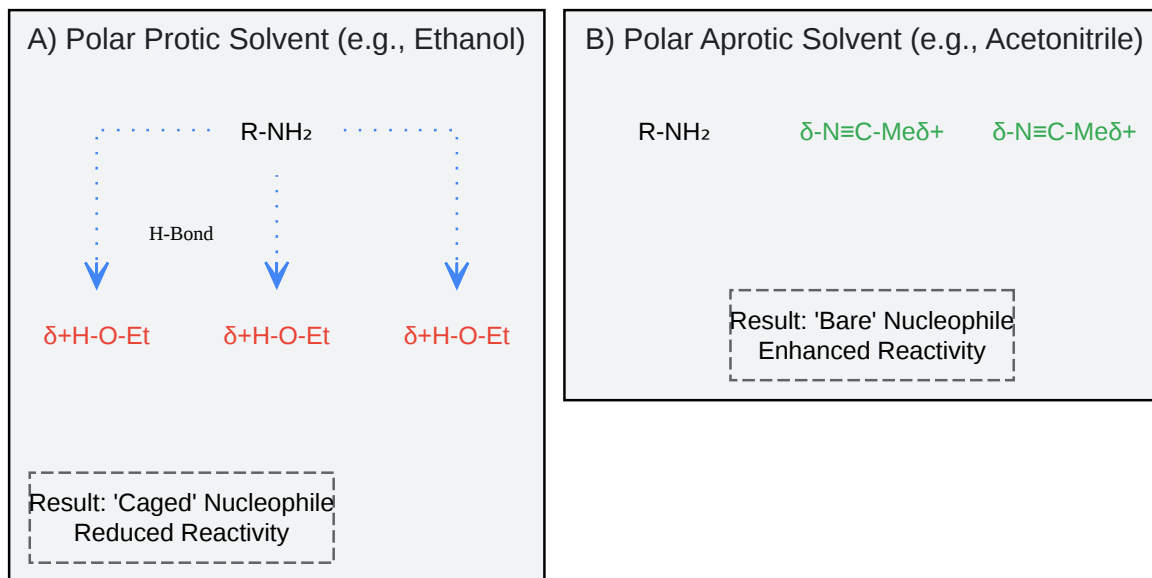 A) Polar Protic Solvent (e.g., Ethanol)
R-NH₂
H-Bond
δ+H-O-Et
δ+H-O-Et
δ+H-O-Et
Result: 'Caged' Nucleophile
Reduced Reactivity
B) Polar Aprotic Solvent (e.g., Acetonitrile)
R-NH₂
δ-N≡C-Meδ+
δ-N≡C-Meδ+
Result: 'Bare' Nucleophile
Enhanced Reactivity